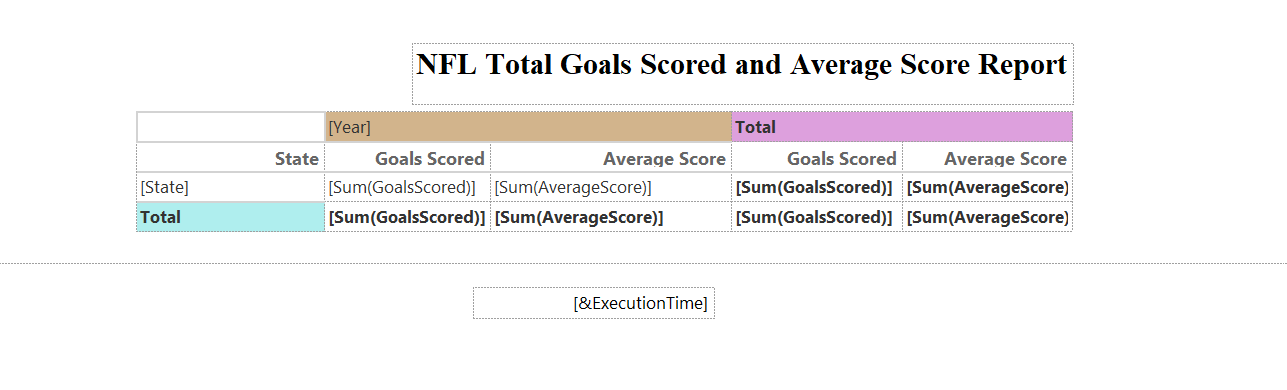 NFL Total Goals Scored and Average Score Report
[Year] Total
State Goals Scored Average Score Goals Scored Average Score
[State] [Sum(GoalsScored)] [Sum(AverageScore)] [Sum(GoalsScored)] [Sum(AverageScore)
Total [Sum(GoalsScored)] [Sum(AverageScore)] [Sum(GoalsScored)] [Sum(AverageScore)
[&ExecutionTime]